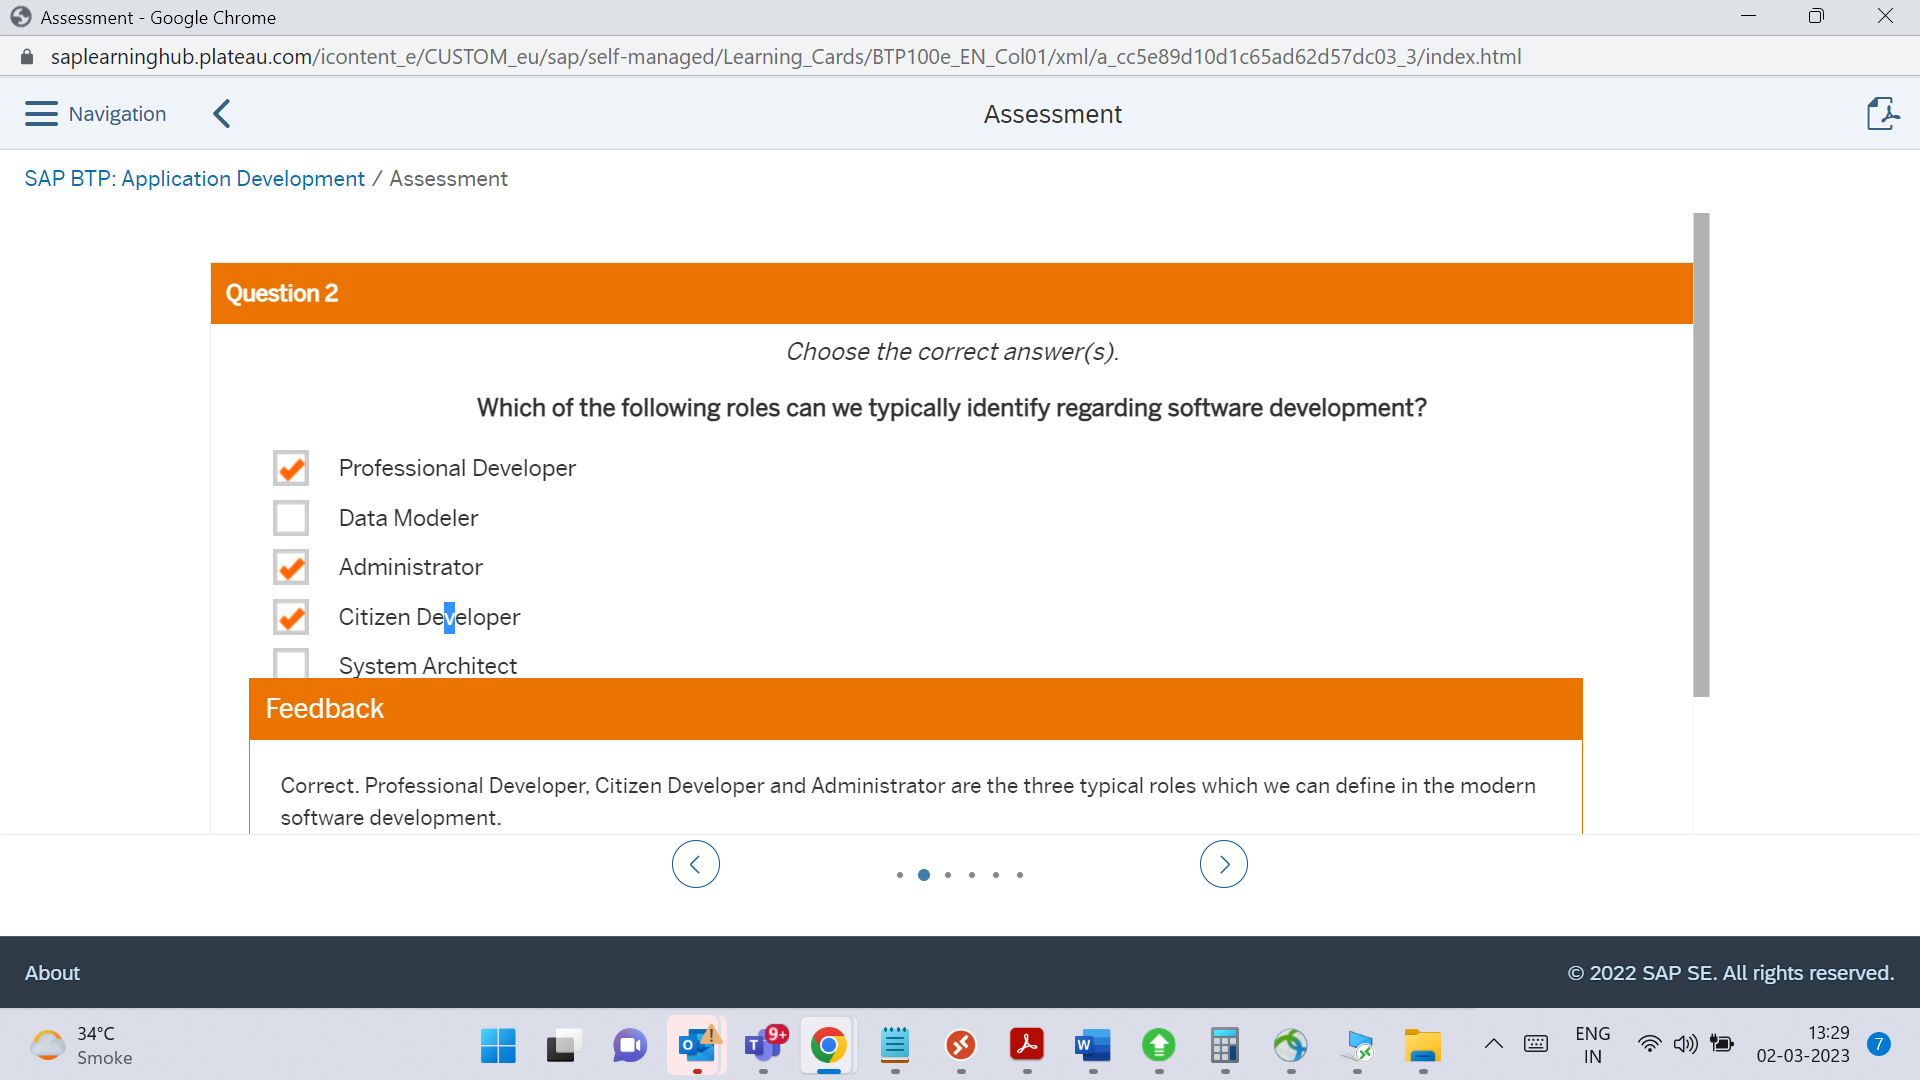 Assessment - Google Chrome
saplearninghub.plateau.com/icontent_e/CUSTOM_eu/sap/self-managed/Learning_Cards/BTP100e_EN_Col01/xml/a_cc5e89d10d1c65ad62d57dc03_3/index.html
Navigation
Assessment
SAP BTP: Application Development / Assessment
Question 2
Choose the correct answer(s).
Which of the following roles can we typically identify regarding software development?
Professional Developer
Data Modeler
Administrator
Citizen Developer
System Architect
Feedback
Correct. Professional Developer, Citizen Developer and Administrator are the three typical roles which we can define in the modern
software development.
About
© 2022 SAP SE. All rights reserved.
34°C
Smoke
9+
ENG
IN
13:29
02-03-2023
7